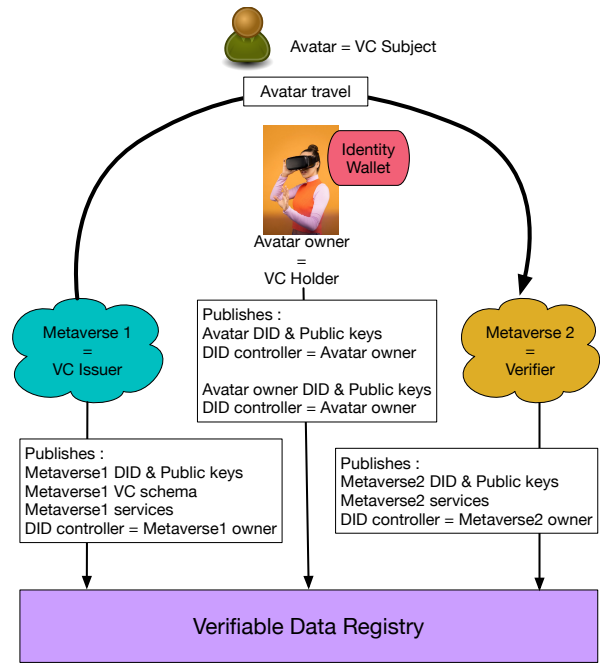 Avatar = VC Subject
Avatar travel
Identity
Wallet
Avatar owner
=
VC Holder
Metaverse 1
=
VC Issuer
Metaverse 2
=
Verifier
Publishes :
Avatar DID & Public keys
DID controller = Avatar owner
Avatar owner DID & Public keys
DID controller = Avatar owner
Publishes :
Metaverse1 DID & Public keys
Metaverse1 VC schema
Metaverse1 services
DID controller = Metaverse1 owner
Publishes :
Metaverse2 DID & Public keys
Metaverse2 services
DID controller = Metaverse2 owner
Verifiable Data Registry